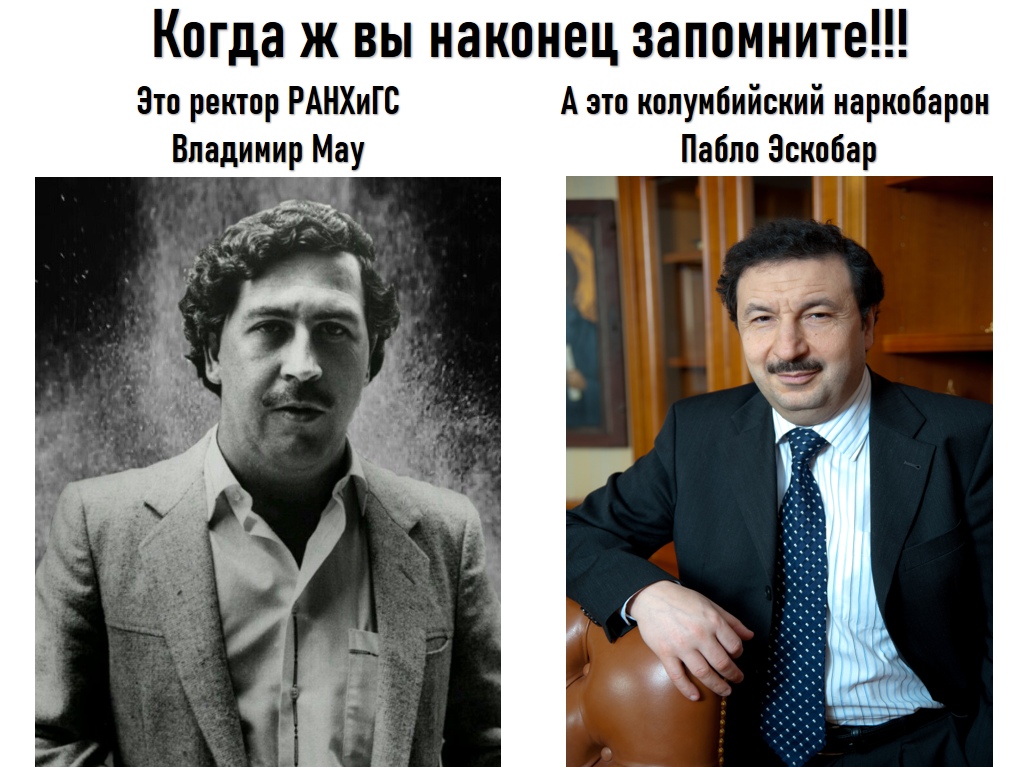 Когда ж вы наконец запомните!!!
Это ректор РАНХиГС
Владимир Мау
А это колумбийский наркобарон
Пабло Эскобар